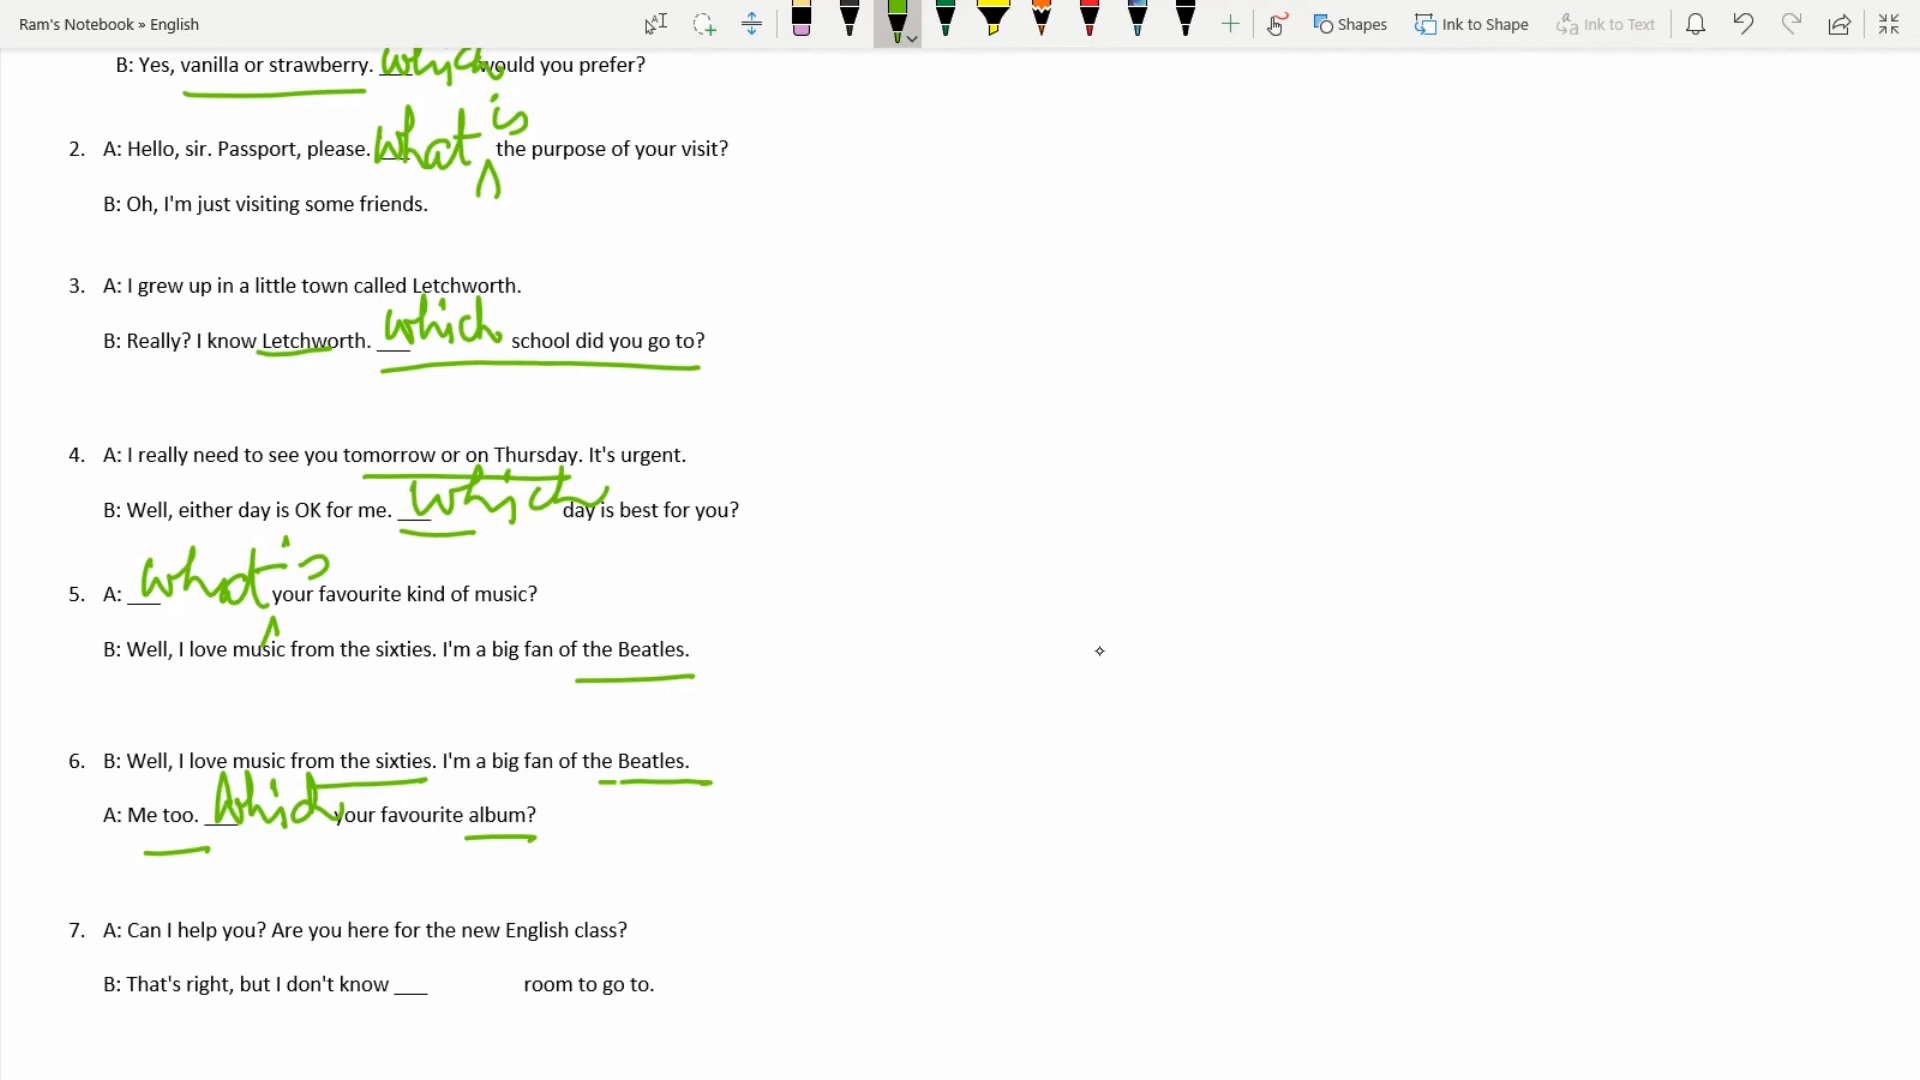 Ram's Notebook » English
Shapes
Ink to Shape
Ink to Text
B: Yes, vanilla or strawberry. which would you prefer?
2. A: Hello, sir. Passport, please. what is the purpose of your visit?
B: Oh, I'm just visiting some friends.
3. A: I grew up in a little town called Letchworth.
B: Really? I know Letchworth. ___ which school did you go to?
4. A: I really need to see you tomorrow or on Thursday. It's urgent.
B: Well, either day is OK for me. ___ which day is best for you?
5. A: ___ what is your favourite kind of music?
B: Well, I love music from the sixties. I'm a big fan of the Beatles.
6. B: Well, I love music from the sixties. I'm a big fan of the Beatles.
A: Me too. ___ which your favourite album?
7. A: Can I help you? Are you here for the new English class?
B: That's right, but I don't know ___ room to go to.